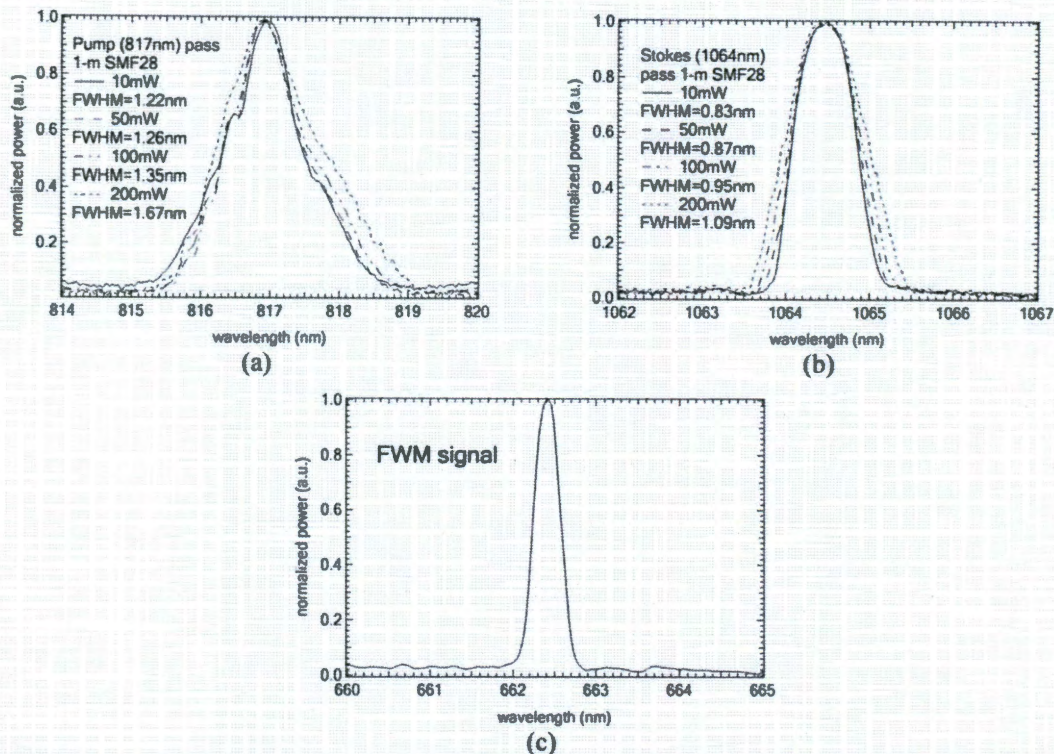 Pump (817nm) pass
1-m SMF28
10mW
FWHM=1.22nm
50mW
FWHM=1.26nm
100mW
FWHM=1.35nm
200mW
FWHM=1.67nm
normalized power (a.u.)
1.0
0.8
0.6
0.4
0.2
814 815 816 817 818 819 820
wavelength (nm)
(a)
Stokes (1064nm)
pass 1-m SMF28
10mW
FWHM=0.83nm
50mW
FWHM=0.87nm
100mW
FWHM=0.95nm
200mW
FWHM=1.09nm
normalized power (a.u.)
1.0
0.8
0.6
0.4
0.2
0.0
1062 1063 1064 1065 1066 1067
wavelength (nm)
(b)
FWM signal
normalized power (a.u.)
1.0
0.8
0.6
0.4
0.2
0.0
660 661 662 663 664 665
wavelength (nm)
(c)